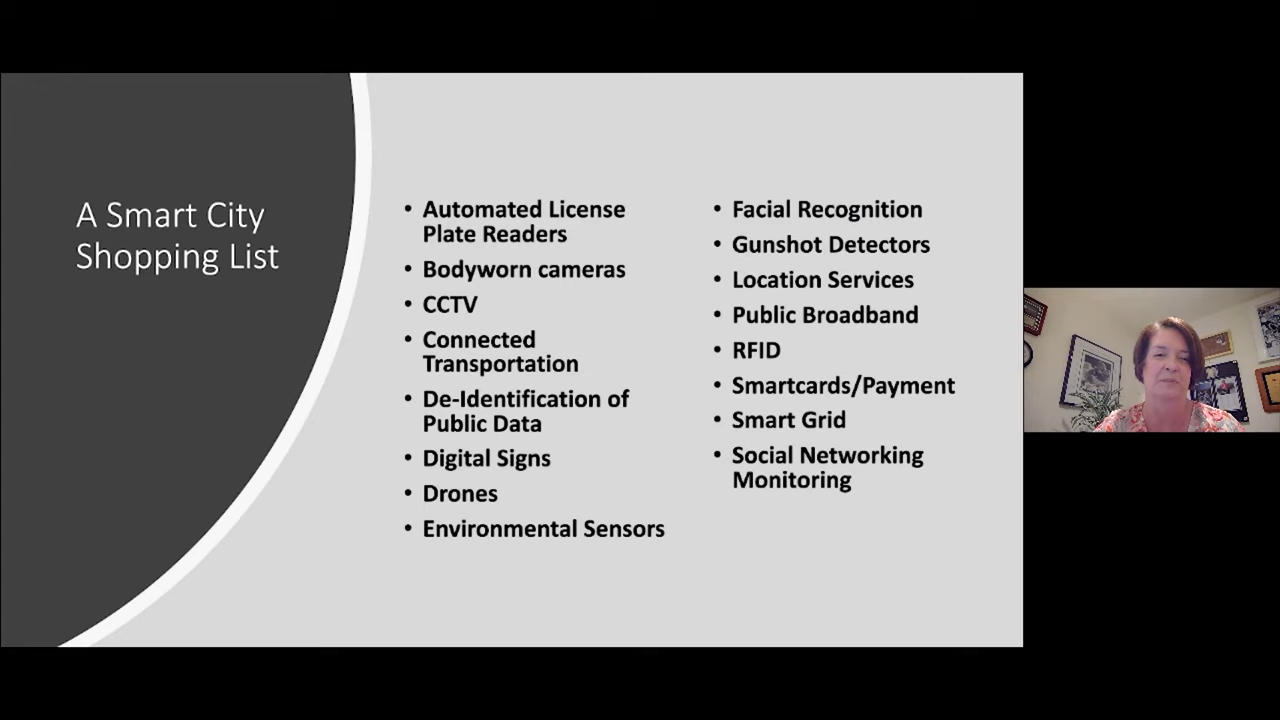 A Smart City
Shopping List
• Automated License
Plate Readers
• Bodyworn cameras
• CCTV
• Connected
Transportation
• De-Identification of
Public Data
• Digital Signs
• Drones
• Environmental Sensors
• Facial Recognition
• Gunshot Detectors
• Location Services
• Public Broadband
• RFID
• Smartcards/Payment
• Smart Grid
• Social Networking
Monitoring